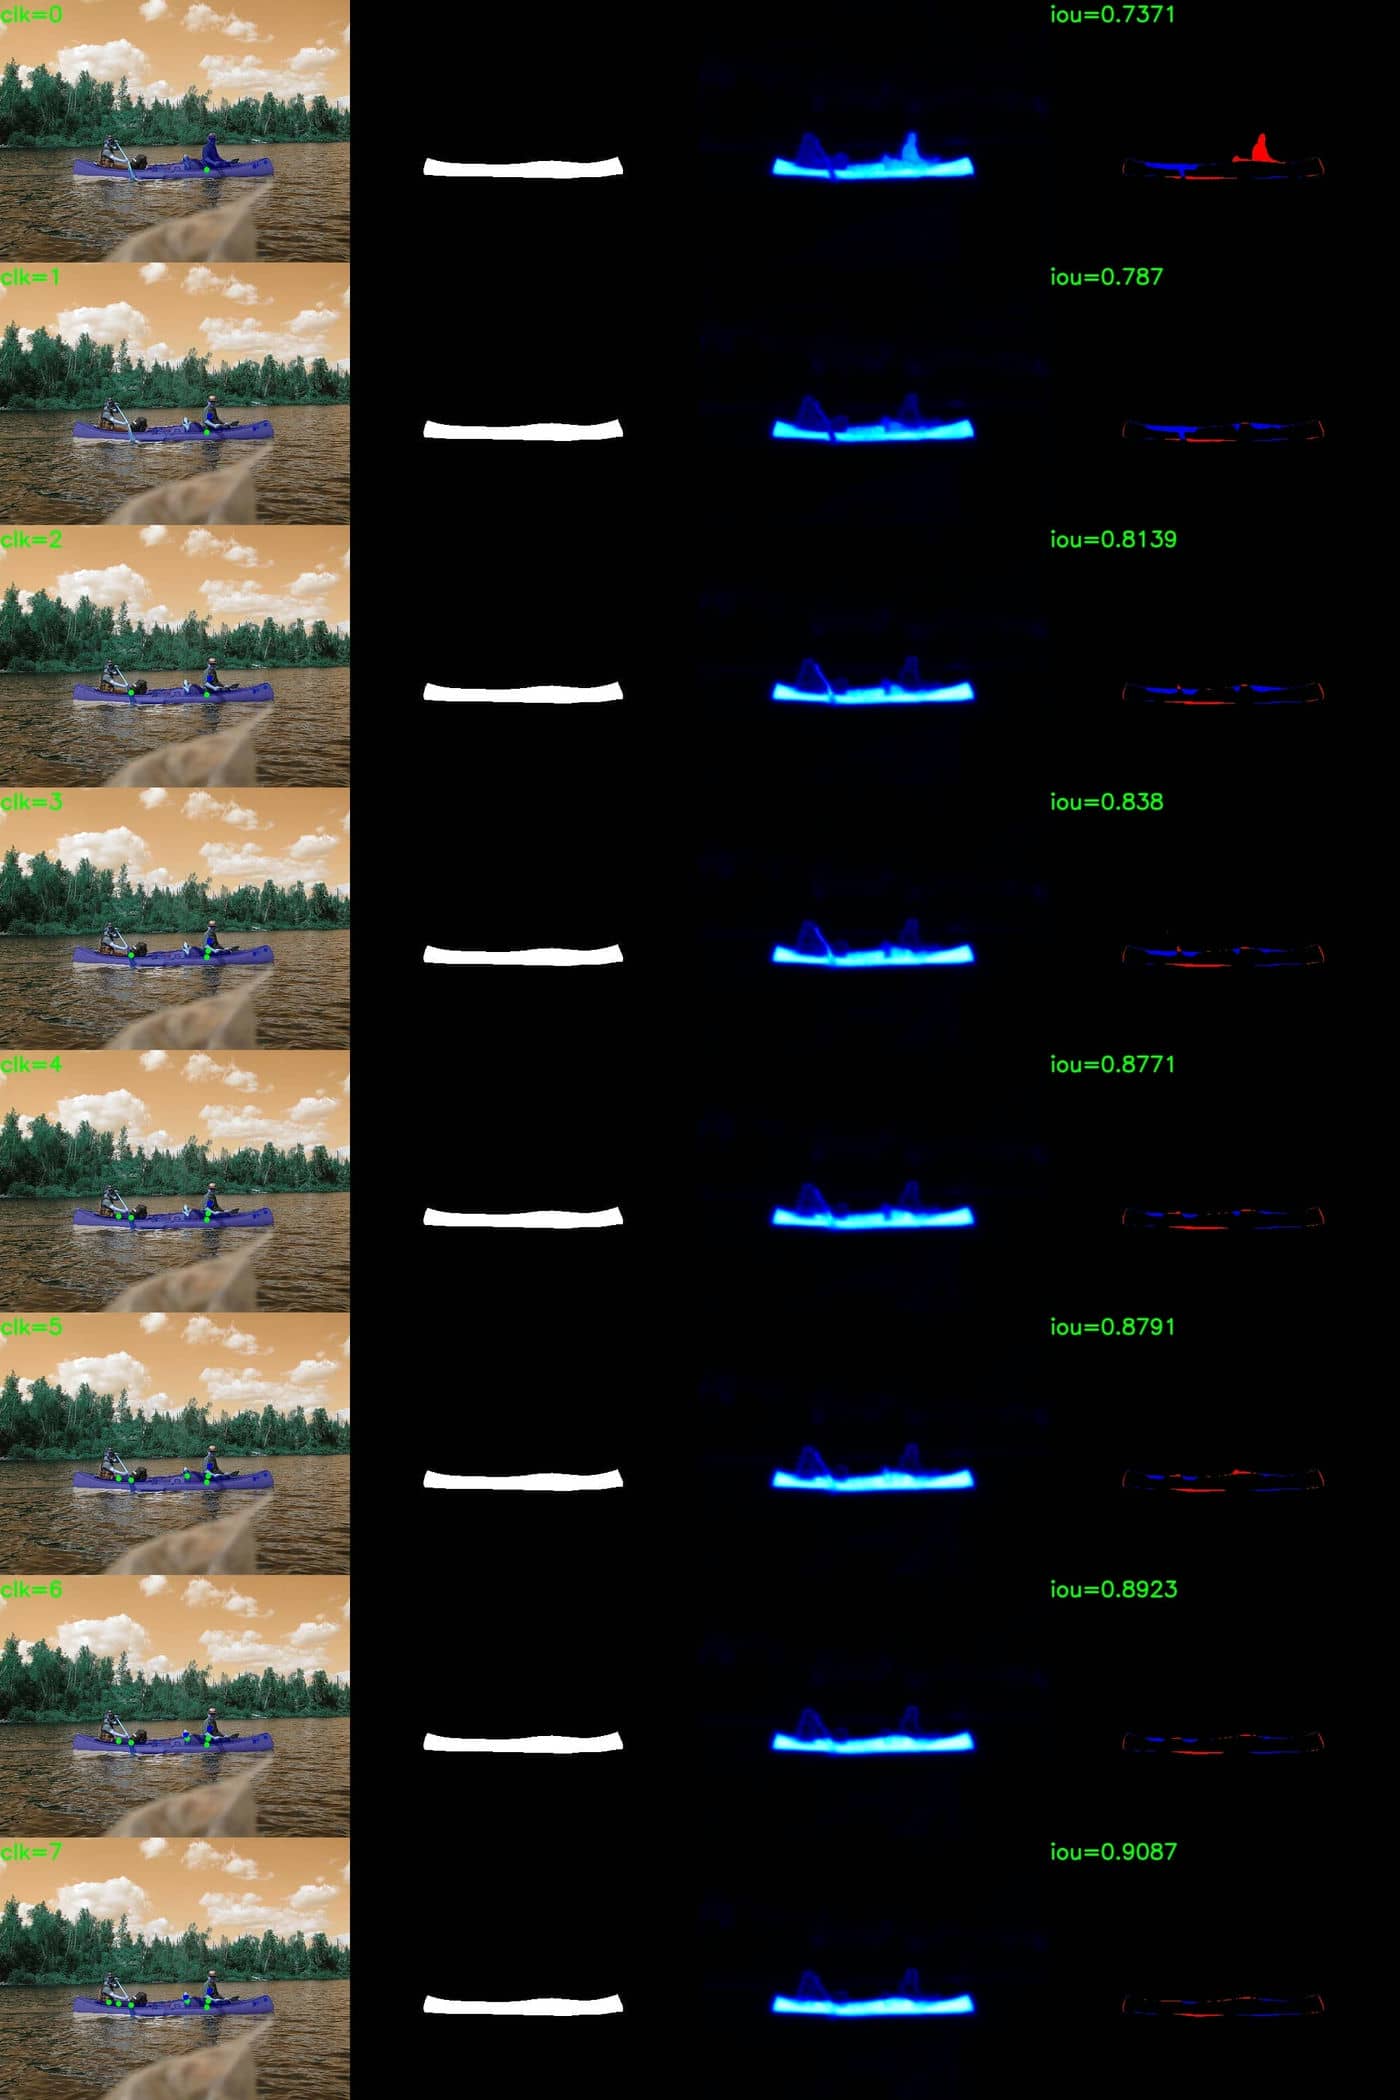 clk=0 iou=0.7371
clk=1 iou=0.787
clk=2 iou=0.8139
clk=3 iou=0.838
clk=4 iou=0.8771
clk=5 iou=0.8791
clk=6 iou=0.8923
clk=7 iou=0.9087